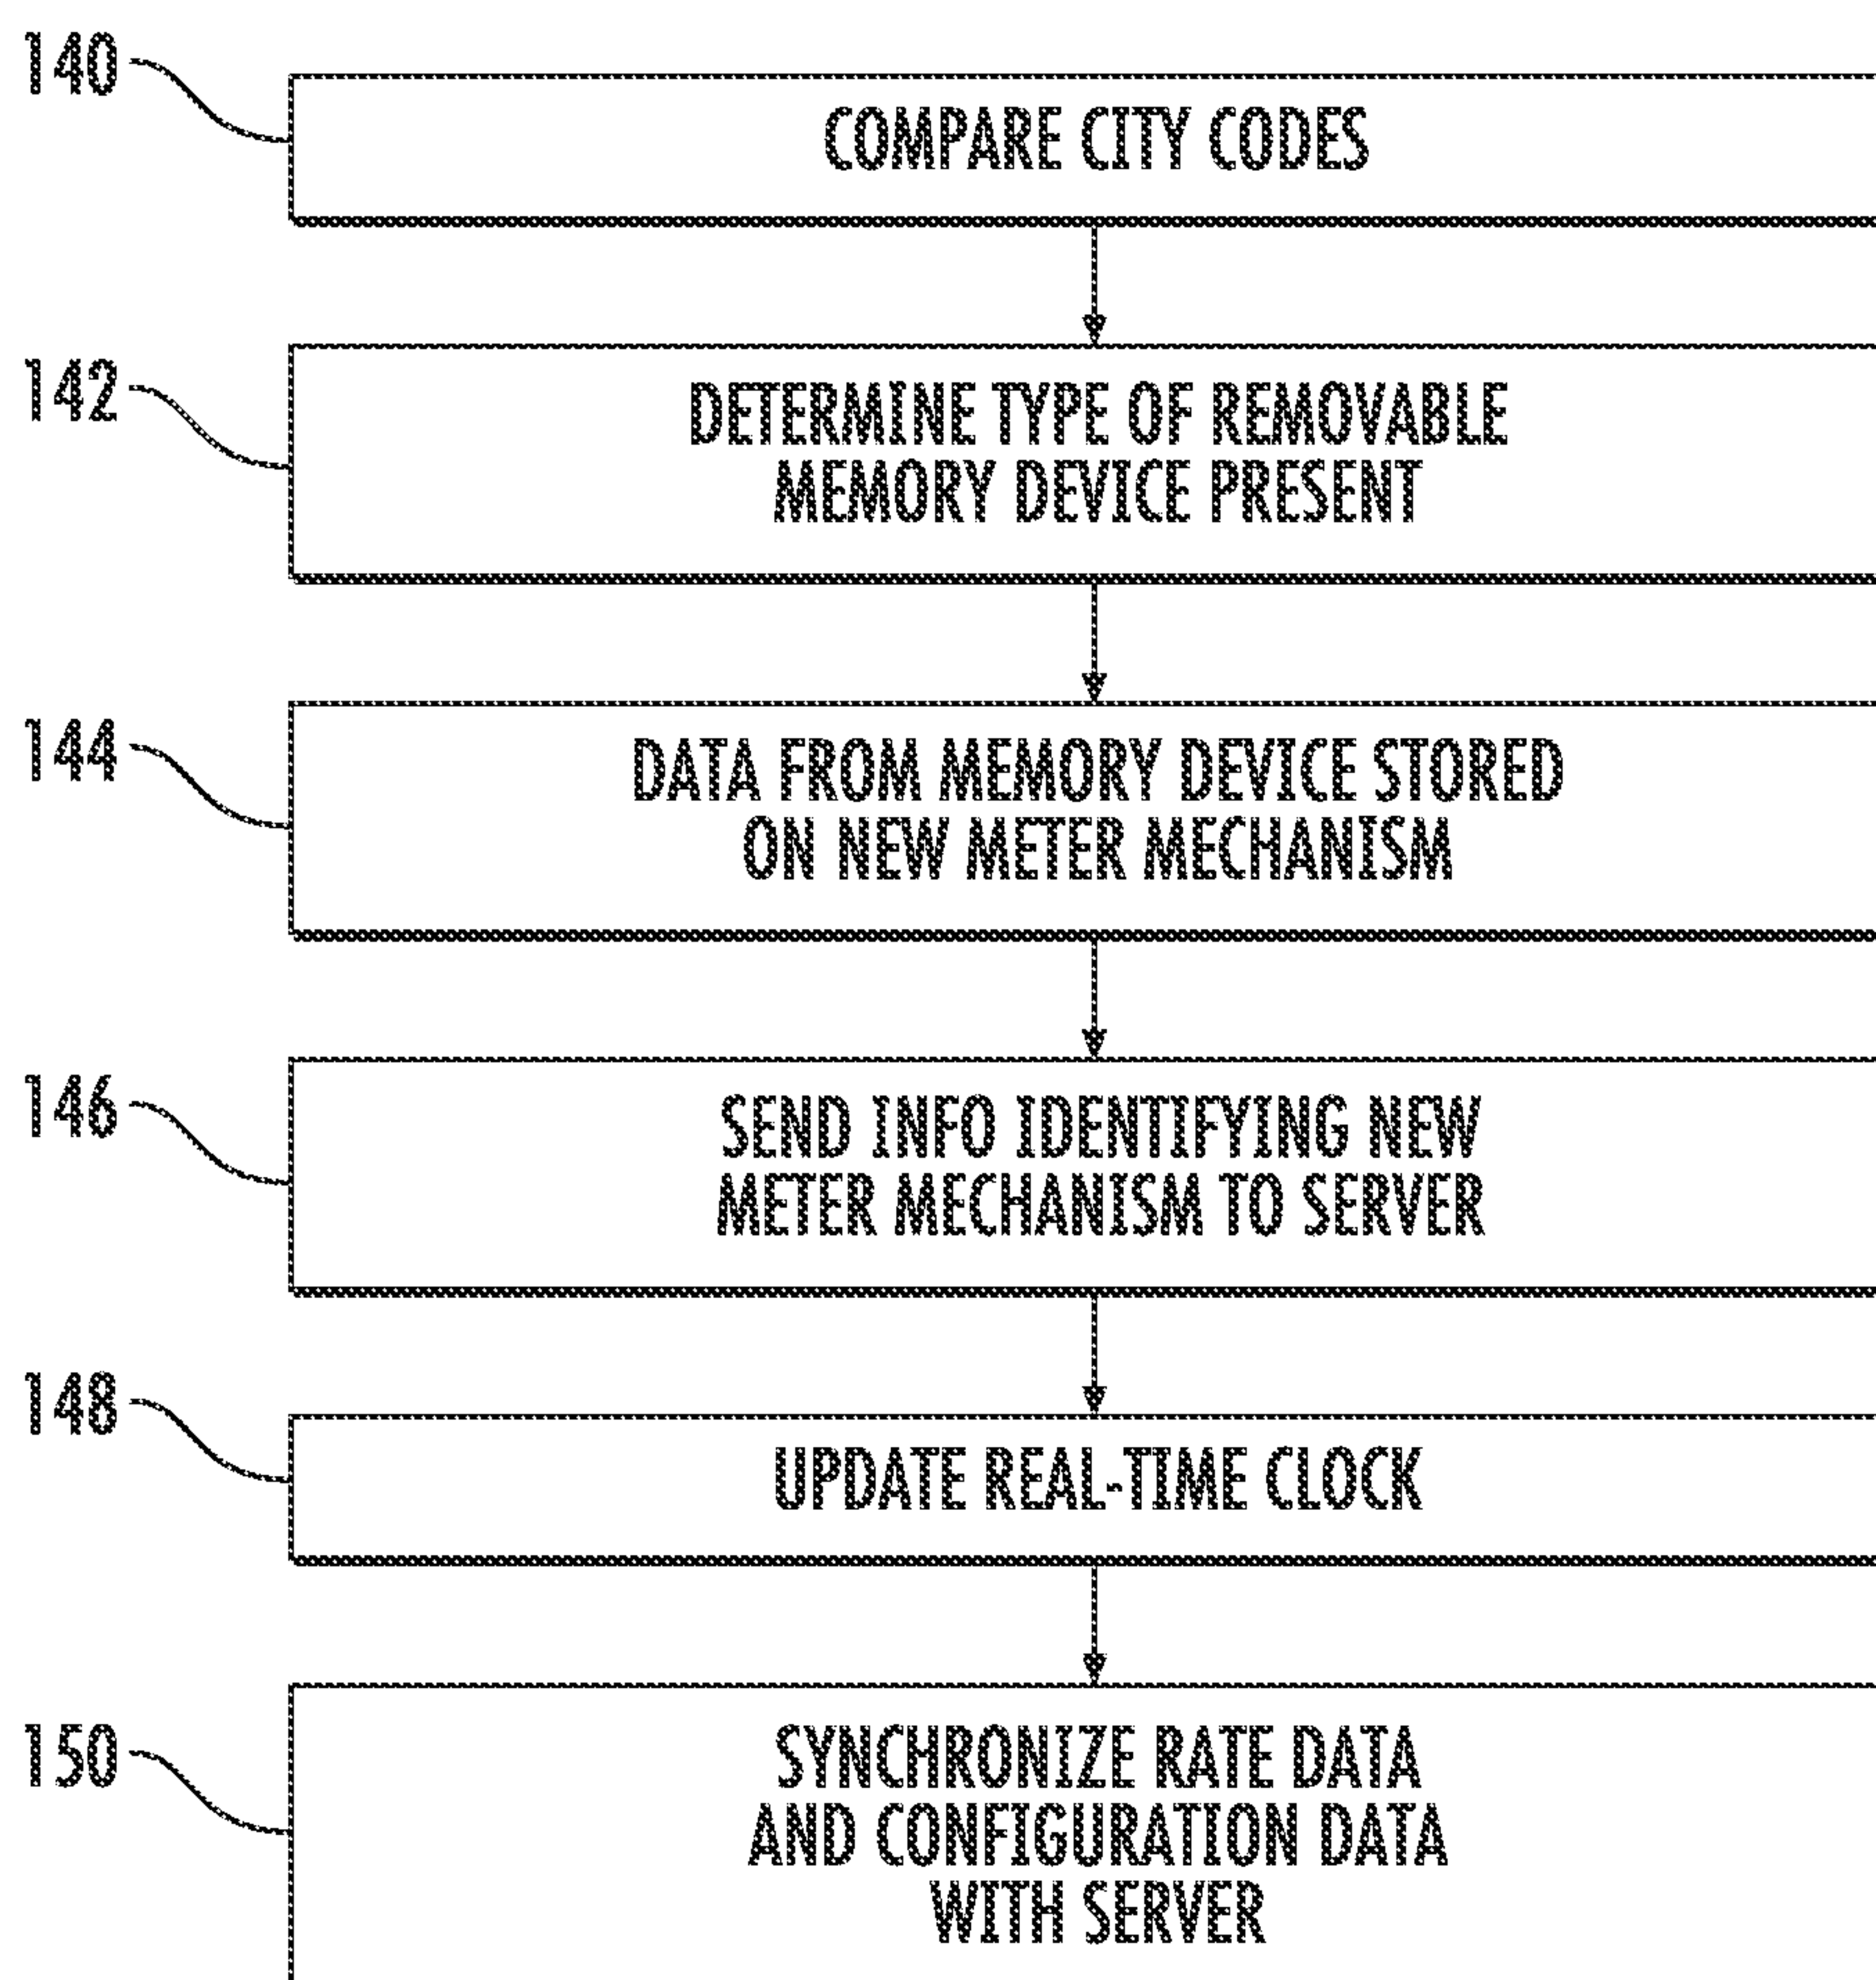 140
COMPARE CITY CODES
142
DETERMINE TYPE OF REMOVABLE
MEMORY DEVICE PRESENT
144
DATA FROM MEMORY DEVICE STORED
ON NEW METER MECHANISM
146
SEND INFO IDENTIFYING NEW
METER MECHANISM TO SERVER
148
UPDATE REAL-TIME CLOCK
150
SYNCHRONIZE RATE DATA
AND CONFIGURATION DATA
WITH SERVER